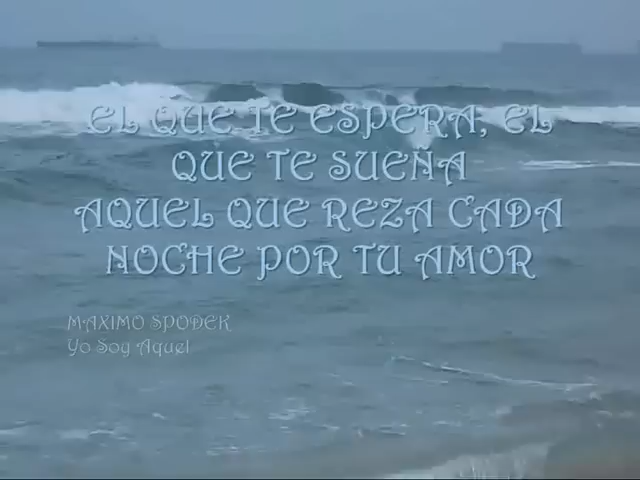 EL QUE TE ESPERA, EL
QUE TE SUEÑA
AQUEL QUE REZA CADA
NOCHE POR TU AMOR
MAXIMO SPODEK
Yo Soy Aquel